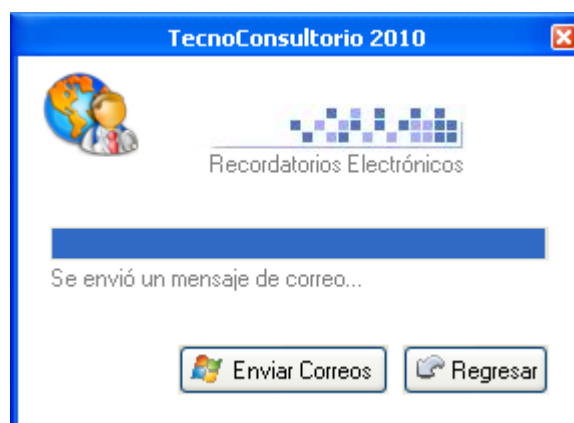 TecnoConsultorio 2010
Recordatorios Electrónicos
Se envió un mensaje de correo...
Enviar Correos
Regresar